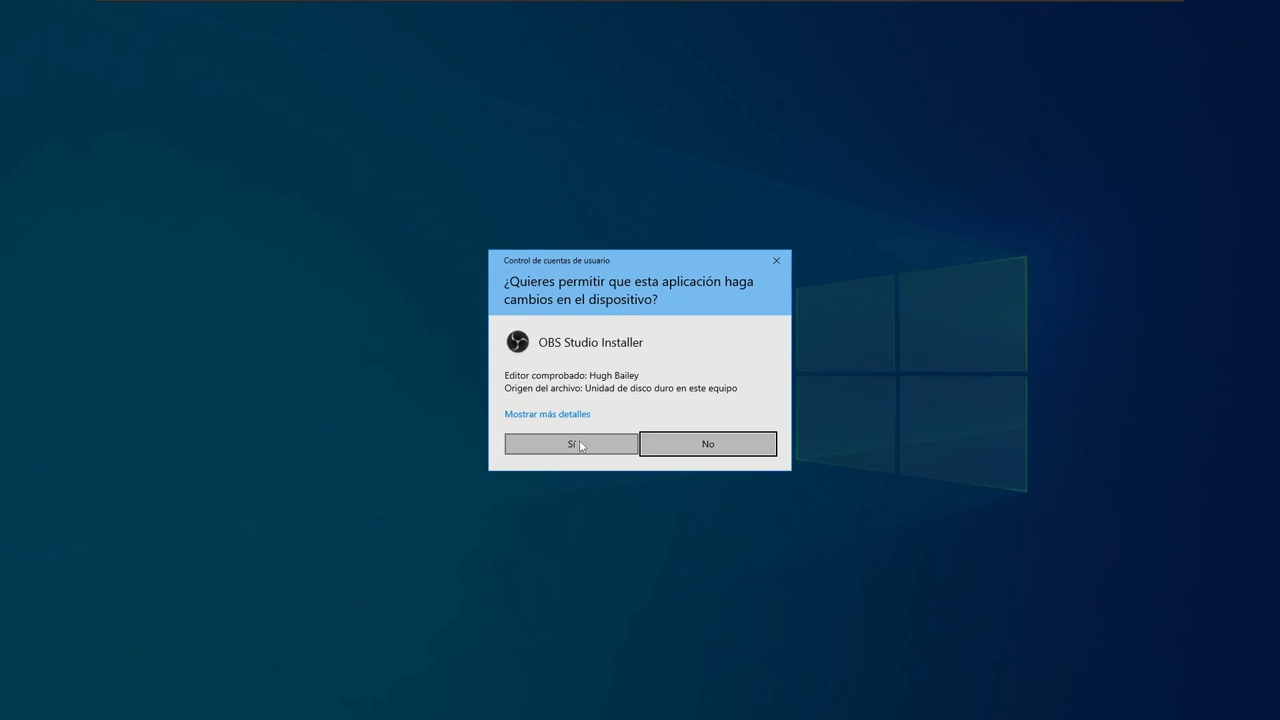 Control de cuentas de usuario
¿Quieres permitir que esta aplicación haga
cambios en el dispositivo?
OBS Studio Installer
Editor comprobado: Hugh Bailey
Origen del archivo: Unidad de disco duro en este equipo
Mostrar más detalles
Sí
No